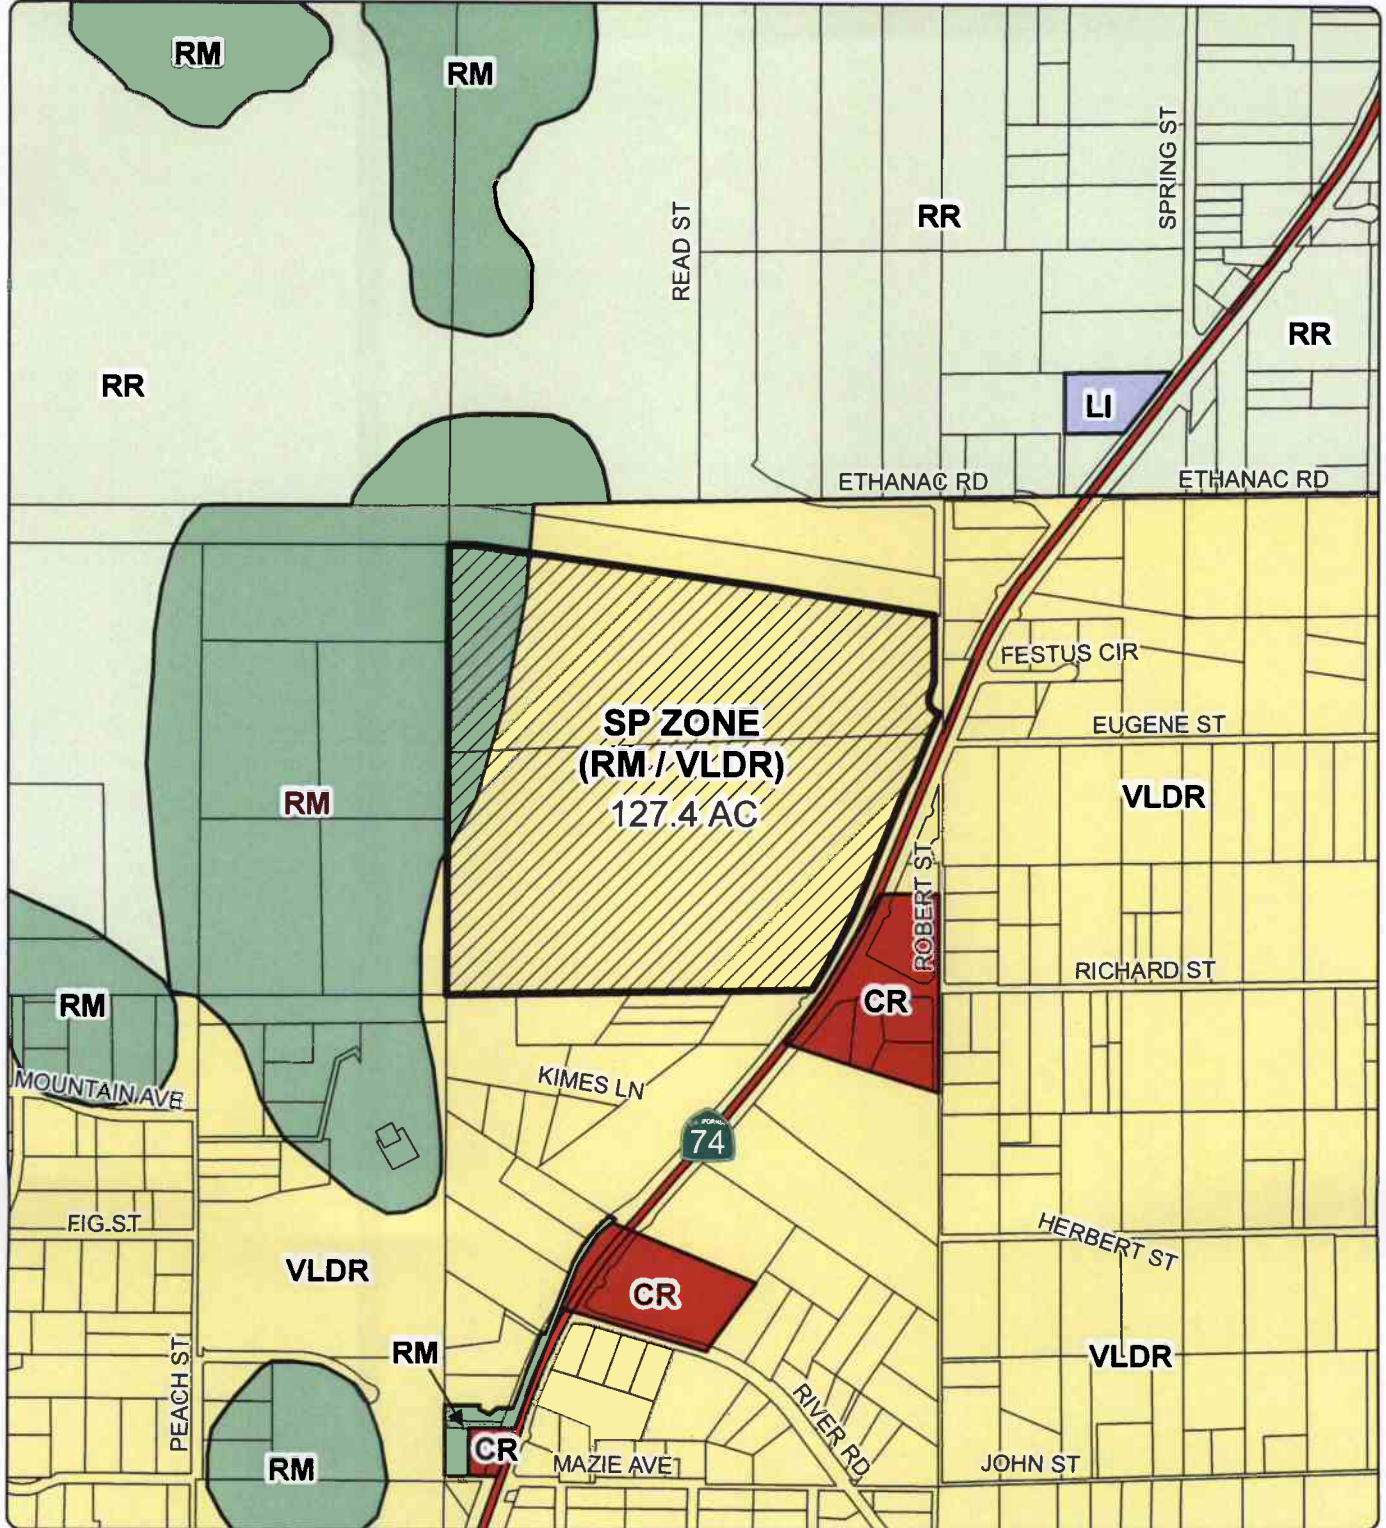 RM
RM
SPRING ST
RR
READ ST
RR
RR
LI
ETHANAC RD
ETHANAC RD
FESTUS CIR
SP ZONE
(RM / VLDR)
127.4 AC
EUGENE ST
VLDR
RM
ROBERT ST
RICHARD ST
CR
RM
MOUNTAIN AVE
KIMES LN
74
FIG ST
HERBERT ST
VLDR
CR
RM
VLDR
PEACH ST
RIVER RD
CR
MAZIE AVE
JOHN ST
RM